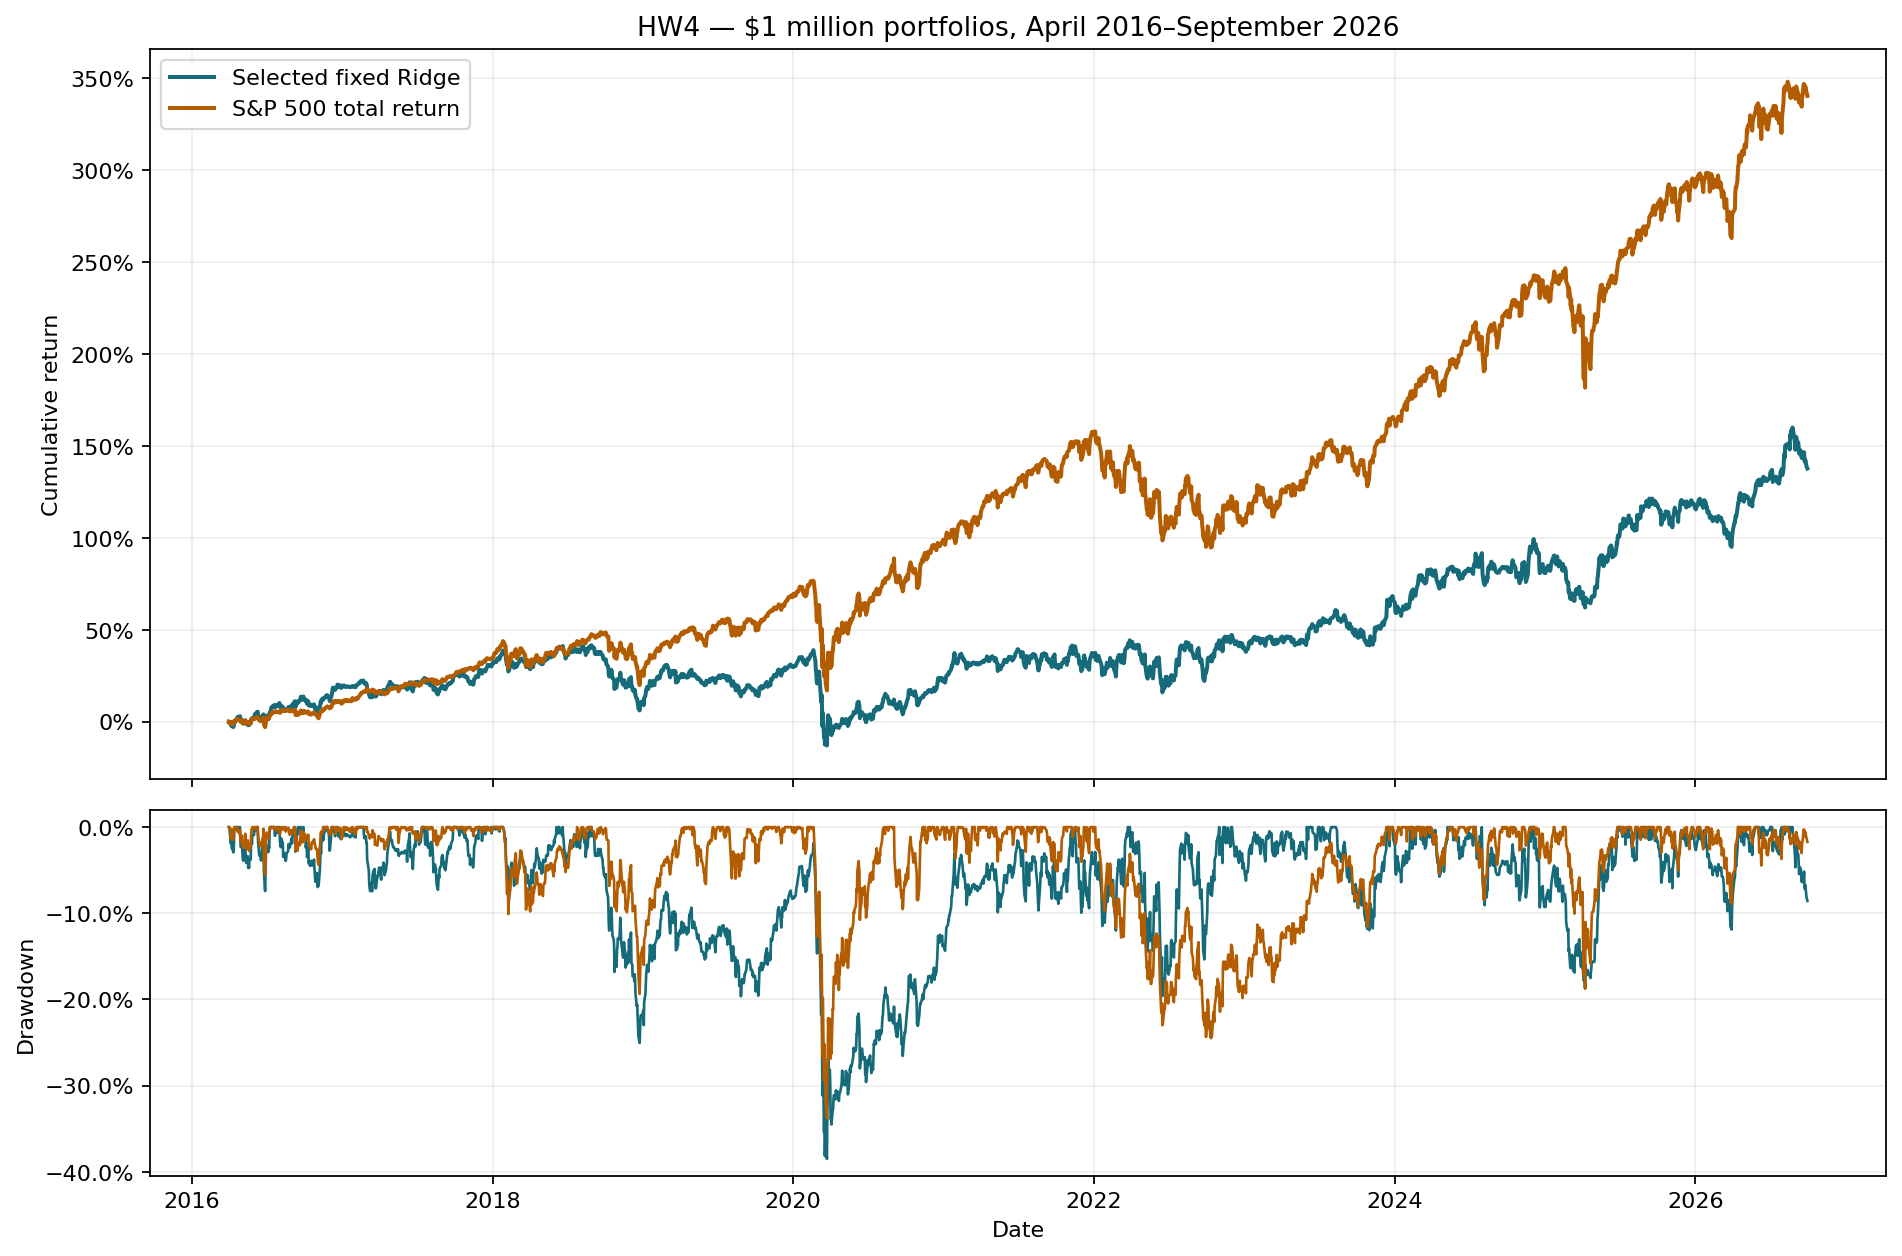 HW4 — $1 million portfolios, April 2016–September 2026
Selected fixed Ridge
S&P 500 total return
350%
300%
250%
200%
150%
100%
50%
0%
Cumulative return
0.0%
−10.0%
−20.0%
−30.0%
−40.0%
Drawdown
2016 2018 2020 2022 2024 2026
Date